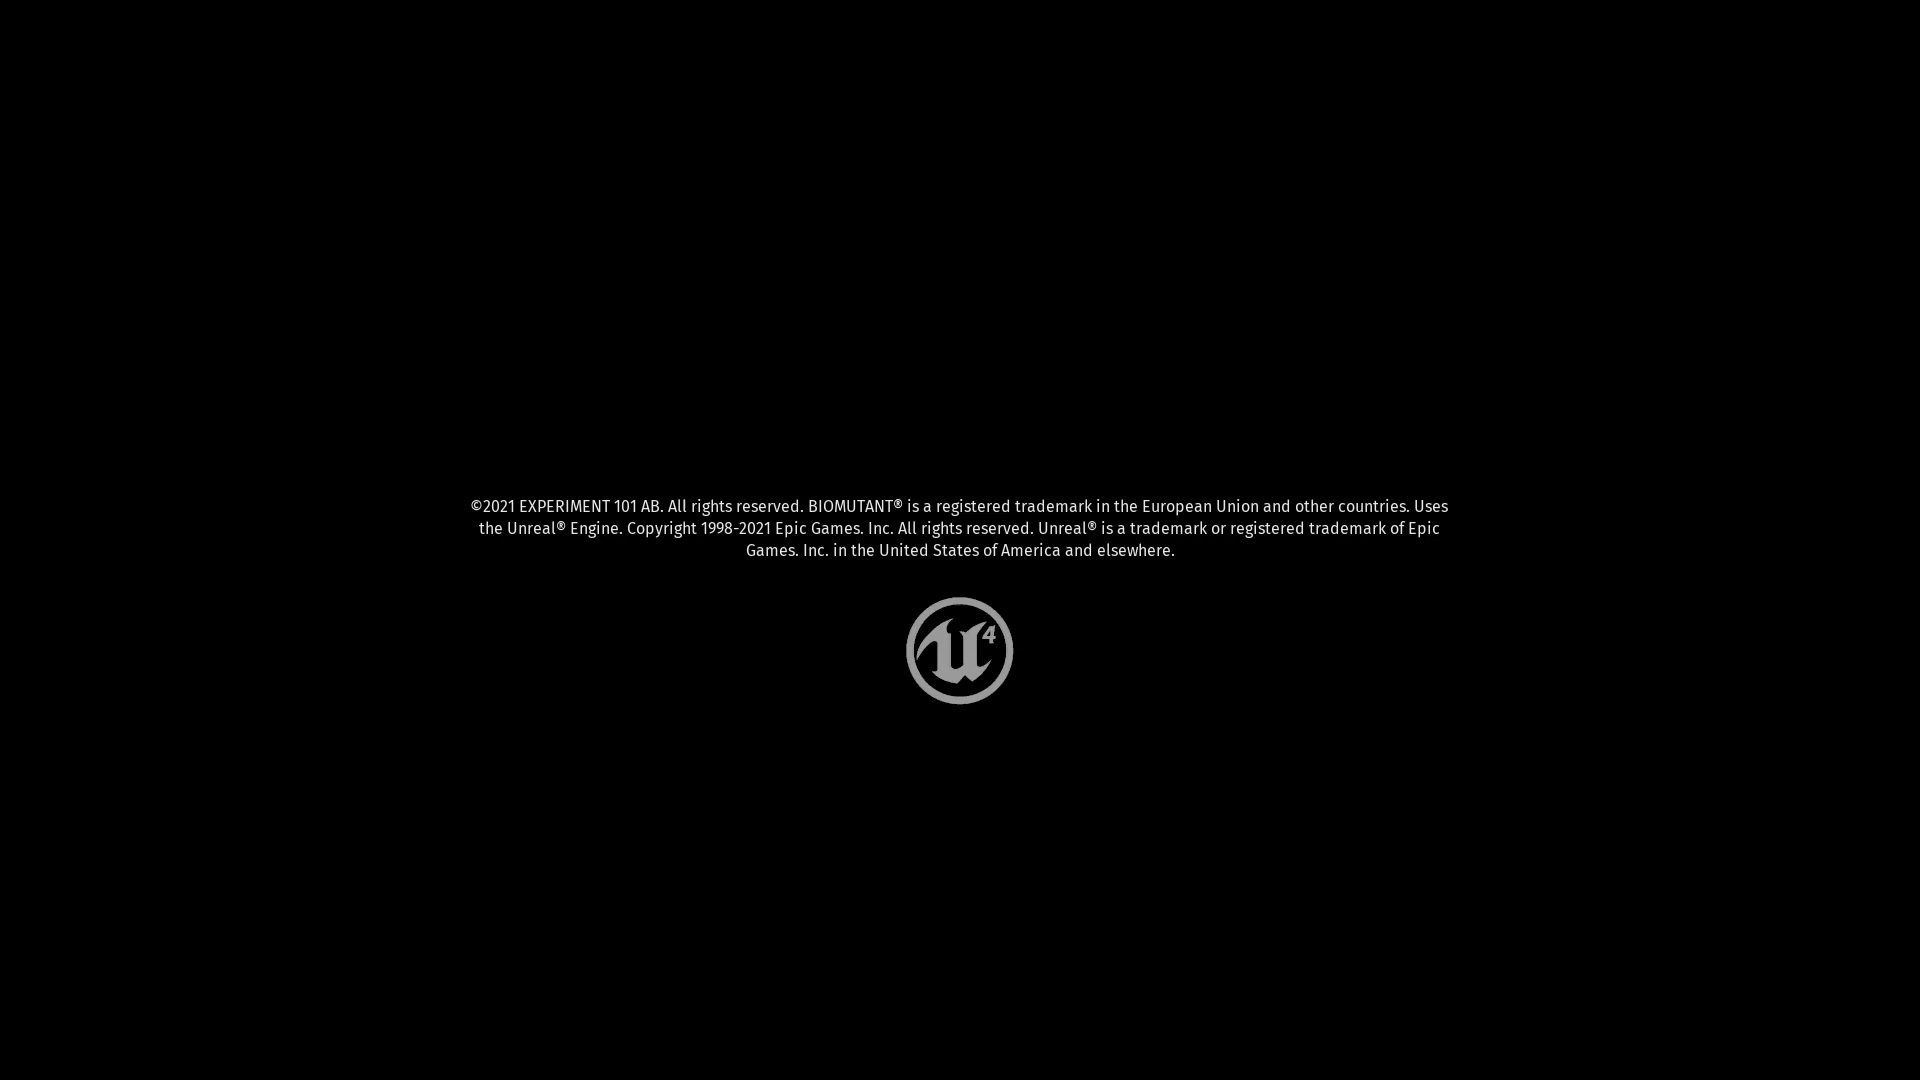 ©2021 EXPERIMENT 101 AB. All rights reserved. BIOMUTANT® is a registered trademark in the European Union and other countries. Uses
the Unreal® Engine. Copyright 1998-2021 Epic Games. Inc. All rights reserved. Unreal® is a trademark or registered trademark of Epic
Games. Inc. in the United States of America and elsewhere.
U4